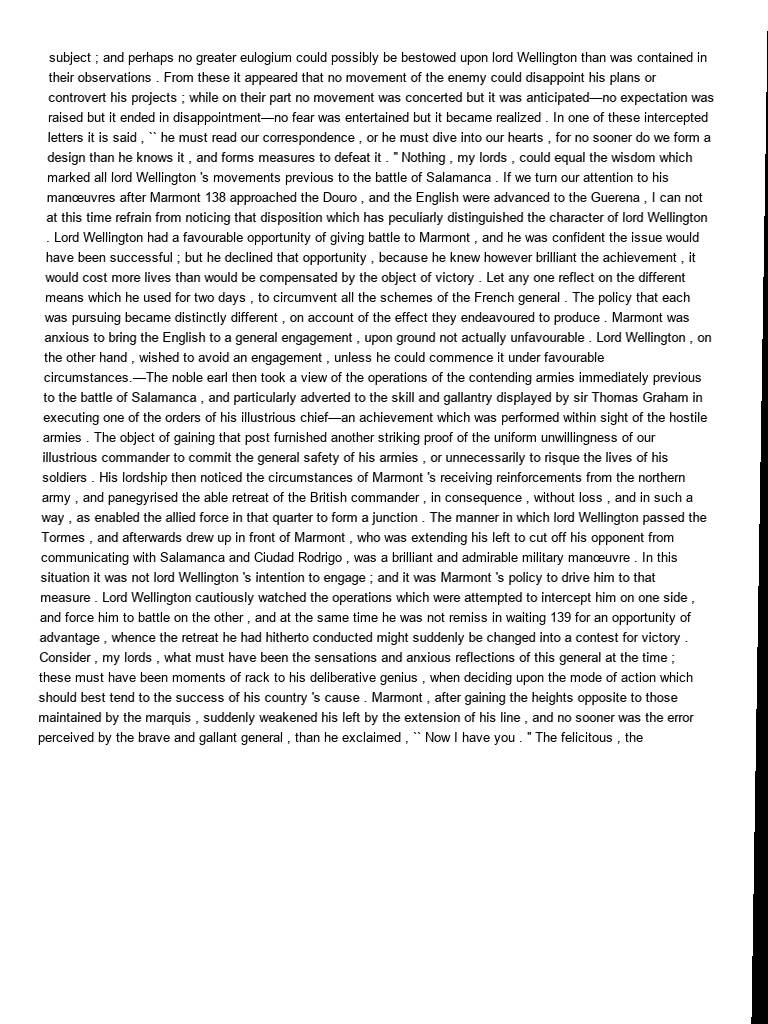 subject ; and perhaps no greater eulogium could possibly be bestowed upon lord Wellington than was contained in
their observations . From these it appeared that no movement of the enemy could disappoint his plans or
controvert his projects ; while on their part no movement was concerted but it was anticipated—no expectation was
raised but it ended in disappointment—no fear was entertained but it became realized . In one of these intercepted
letters it is said , `` he must read our correspondence , or he must dive into our hearts , for no sooner do we form a
design than he knows it , and forms measures to defeat it . " Nothing , my lords , could equal the wisdom which
marked all lord Wellington 's movements previous to the battle of Salamanca . If we turn our attention to his
manœuvres after Marmont 138 approached the Douro , and the English were advanced to the Guerena , I can not
at this time refrain from noticing that disposition which has peculiarly distinguished the character of lord Wellington
. Lord Wellington had a favourable opportunity of giving battle to Marmont , and he was confident the issue would
have been successful ; but he declined that opportunity , because he knew however brilliant the achievement , it
would cost more lives than would be compensated by the object of victory . Let any one reflect on the different
means which he used for two days , to circumvent all the schemes of the French general . The policy that each
was pursuing became distinctly different , on account of the effect they endeavoured to produce . Marmont was
anxious to bring the English to a general engagement , upon ground not actually unfavourable . Lord Wellington , on
the other hand , wished to avoid an engagement , unless he could commence it under favourable
circumstances.—The noble earl then took a view of the operations of the contending armies immediately previous
to the battle of Salamanca , and particularly adverted to the skill and gallantry displayed by sir Thomas Graham in
executing one of the orders of his illustrious chief—an achievement which was performed within sight of the hostile
armies . The object of gaining that post furnished another striking proof of the uniform unwillingness of our
illustrious commander to commit the general safety of his armies , or unnecessarily to risque the lives of his
soldiers . His lordship then noticed the circumstances of Marmont 's receiving reinforcements from the northern
army , and panegyrised the able retreat of the British commander , in consequence , without loss , and in such a
way , as enabled the allied force in that quarter to form a junction . The manner in which lord Wellington passed the
Tormes , and afterwards drew up in front of Marmont , who was extending his left to cut off his opponent from
communicating with Salamanca and Ciudad Rodrigo , was a brilliant and admirable military manœuvre . In this
situation it was not lord Wellington 's intention to engage ; and it was Marmont 's policy to drive him to that
measure . Lord Wellington cautiously watched the operations which were attempted to intercept him on one side ,
and force him to battle on the other , and at the same time he was not remiss in waiting 139 for an opportunity of
advantage , whence the retreat he had hitherto conducted might suddenly be changed into a contest for victory .
Consider , my lords , what must have been the sensations and anxious reflections of this general at the time ;
these must have been moments of rack to his deliberative genius , when deciding upon the mode of action which
should best tend to the success of his country 's cause . Marmont , after gaining the heights opposite to those
maintained by the marquis , suddenly weakened his left by the extension of his line , and no sooner was the error
perceived by the brave and gallant general , than he exclaimed , `` Now I have you . " The felicitous , the